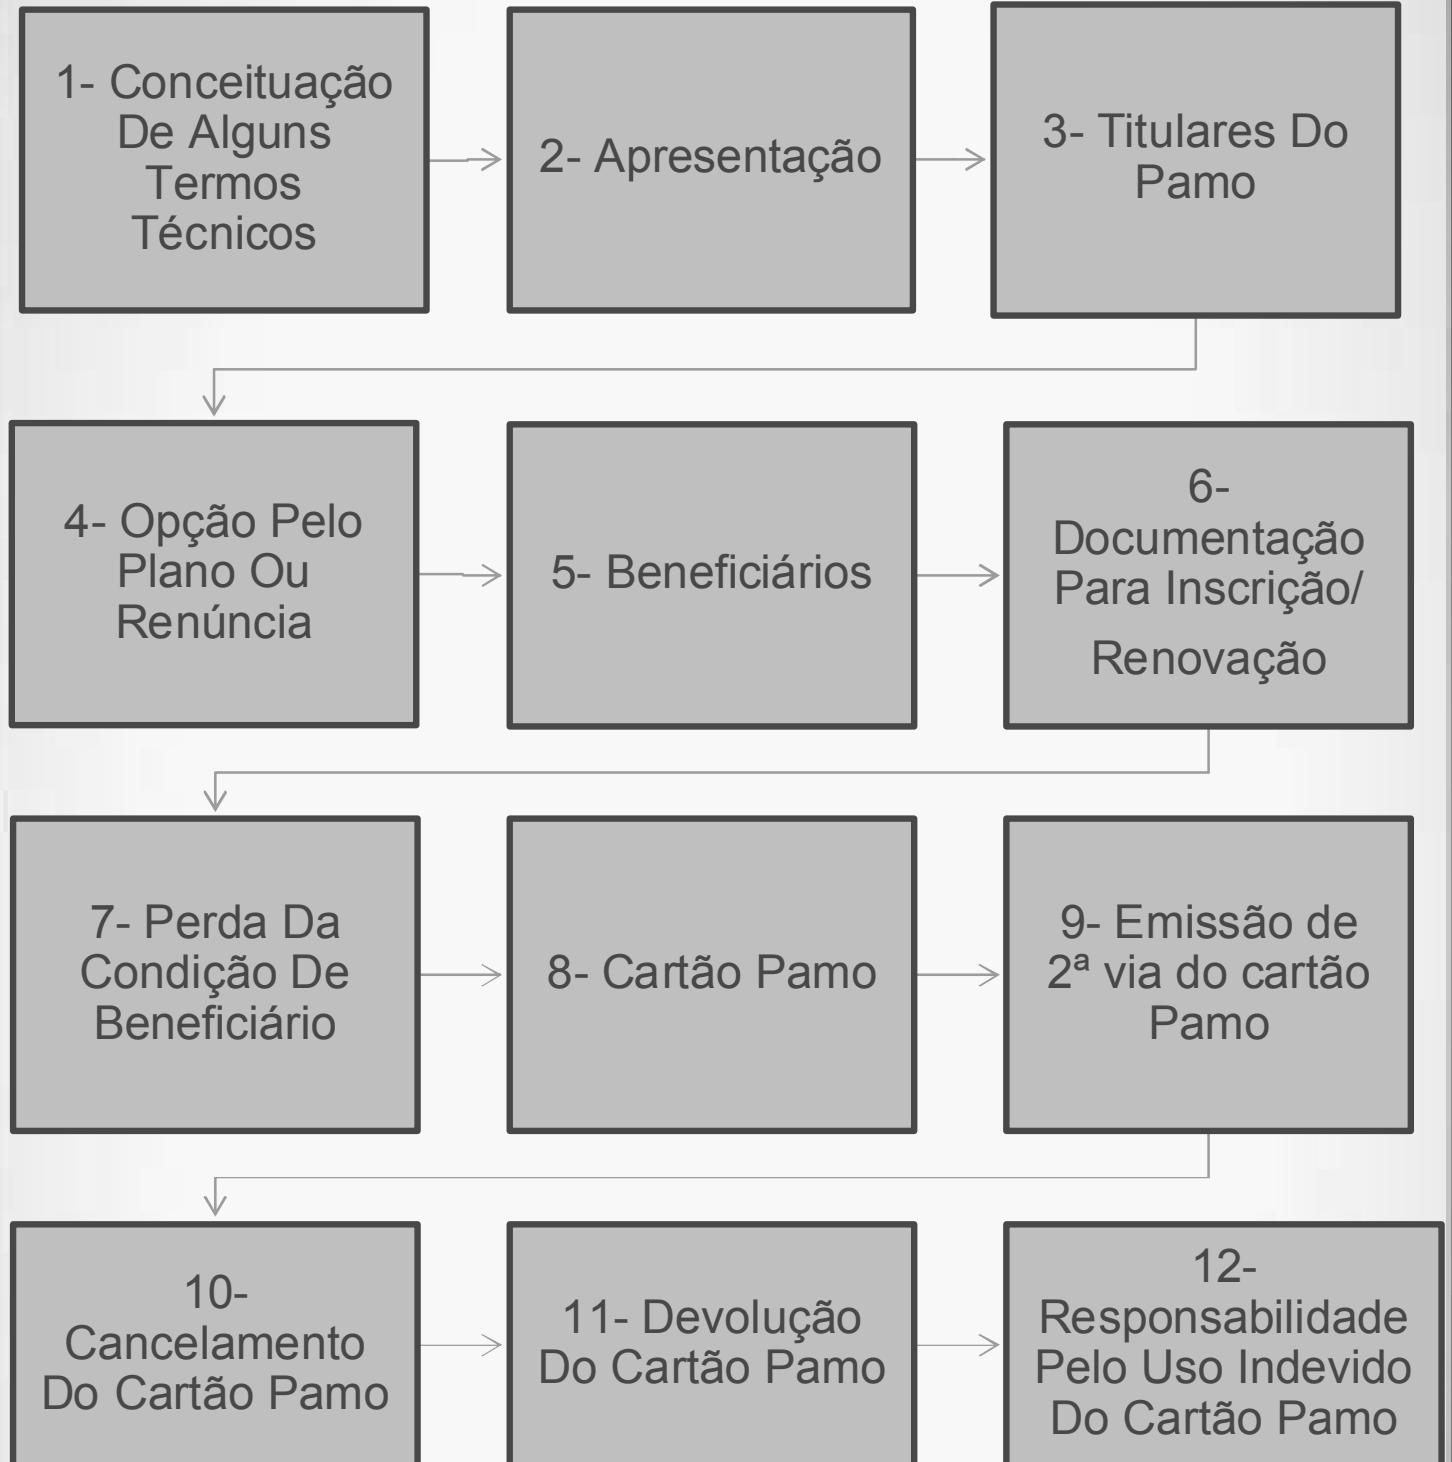 1- Conceituação
De Alguns
Termos
Técnicos
2- Apresentação
3- Titulares Do
Pamo
4- Opção Pelo
Plano Ou
Renúncia
5- Beneficiários
6-
Documentação
Para Inscrição/
Renovação
7- Perda Da
Condição De
Beneficiário
8- Cartão Pamo
9- Emissão de
2ª via do cartão
Pamo
10-
Cancelamento
Do Cartão Pamo
11- Devolução
Do Cartão Pamo
12-
Responsabilidade
Pelo Uso Indevido
Do Cartão Pamo